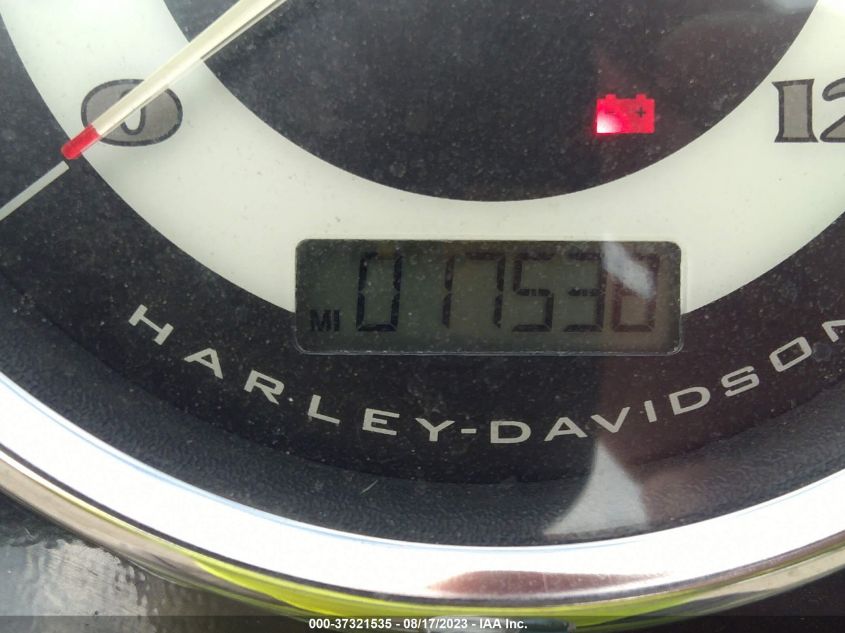 0
12
MI 017530
HARLEY-DAVIDSON
000-37321535 - 08/17/2023 - IAA Inc.